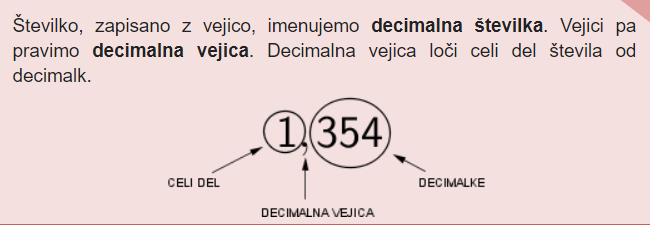 Številko, zapisano z vejico, imenujemo decimalna številka. Vejici pa
pravimo decimalna vejica. Decimalna vejica loči celi del števila od
decimalk.
1,354
CELI DEL
DECIMALKE
DECIMALNA VEJICA